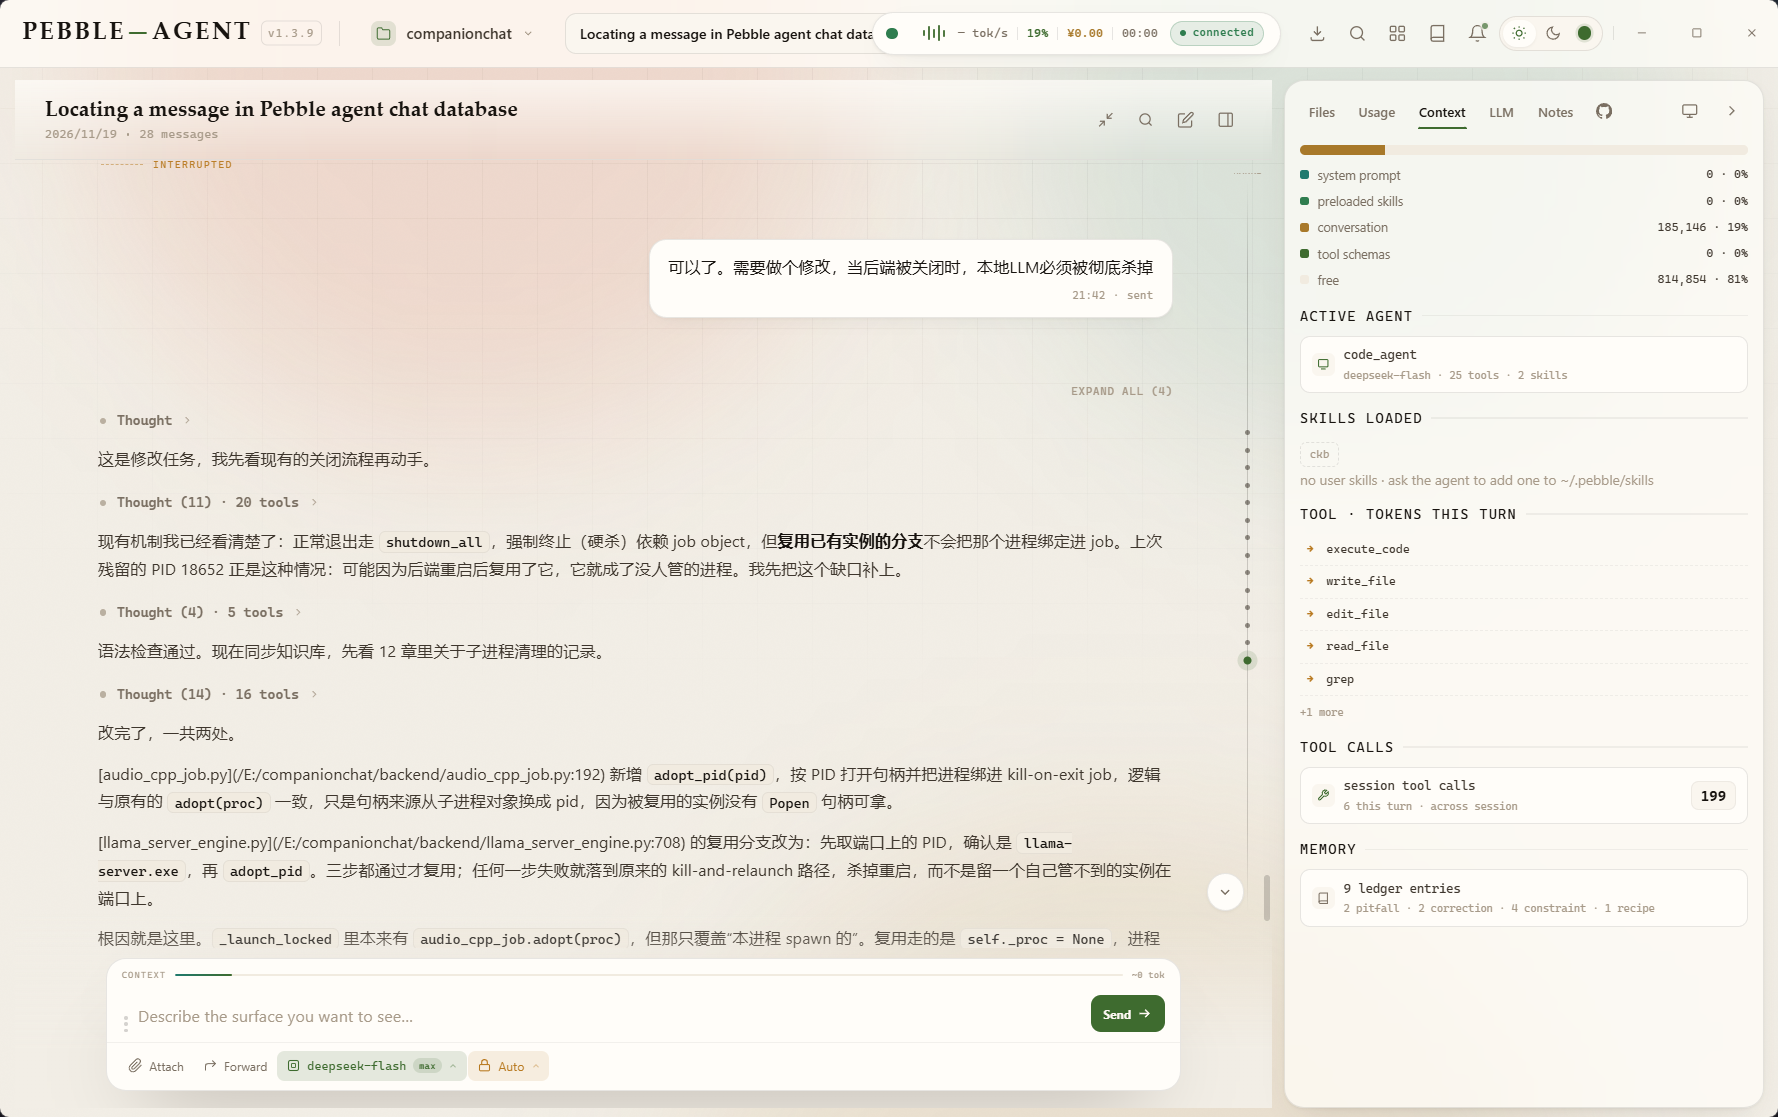 PEBBLE—AGENT v1.3.9 companionchat Locating a message in Pebble agent chat data — tok/s 19% ¥0.00 00:00 connected
Locating a message in Pebble agent chat database
2026/11/19 · 28 messages
INTERRUPTED
可以了。需要做个修改，当后端被关闭时，本地LLM必须被彻底杀掉
21:42 · sent
EXPAND ALL (4)
Thought
这是修改任务，我先看现有的关闭流程再动手。
Thought (11) · 20 tools
现有机制我已经看清楚了：正常退出走 shutdown_all，强制终止（硬杀）依赖 job object，但复用已有实例的分支不会把那个进程绑定进 job。上次
残留的 PID 18652 正是这种情况：可能因为后端重启后复用了它，它就成了没人管的进程。我先把这个缺口补上。
Thought (4) · 5 tools
语法检查通过。现在同步知识库，先看 12 章里关于子进程清理的记录。
Thought (14) · 16 tools
改完了，一共两处。
[audio_cpp_job.py](/E:/companionchat/backend/audio_cpp_job.py:192) 新增 adopt_pid(pid)，按 PID 打开句柄并把进程绑进 kill-on-exit job，逻辑
与原有的 adopt(proc) 一致，只是句柄来源从子进程对象换成 pid，因为被复用的实例没有 Popen 句柄可拿。
[llama_server_engine.py](/E:/companionchat/backend/llama_server_engine.py:708) 的复用分支改为：先取端口上的 PID，确认是 llama-
server.exe，再 adopt_pid。三步都通过才复用；任何一步失败就落到原来的 kill-and-relaunch 路径，杀掉重启，而不是留一个自己管不到的实例在
端口上。
根因就是这里。_launch_locked 里本来有 audio_cpp_job.adopt(proc)，但那只覆盖“本进程 spawn 的”。复用走的是 self._proc = None，进程
CONTEXT ~0 tok
Describe the surface you want to see...
Send
Attach Forward deepseek-flash max Auto
Files Usage Context LLM Notes
system prompt 0 · 0%
preloaded skills 0 · 0%
conversation 185,146 · 19%
tool schemas 0 · 0%
free 814,854 · 81%
ACTIVE AGENT
code_agent
deepseek-flash · 25 tools · 2 skills
SKILLS LOADED
ckb
no user skills · ask the agent to add one to ~/.pebble/skills
TOOL · TOKENS THIS TURN
execute_code
write_file
edit_file
read_file
grep
+1 more
TOOL CALLS
session tool calls
6 this turn · across session
199
MEMORY
9 ledger entries
2 pitfall · 2 correction · 4 constraint · 1 recipe